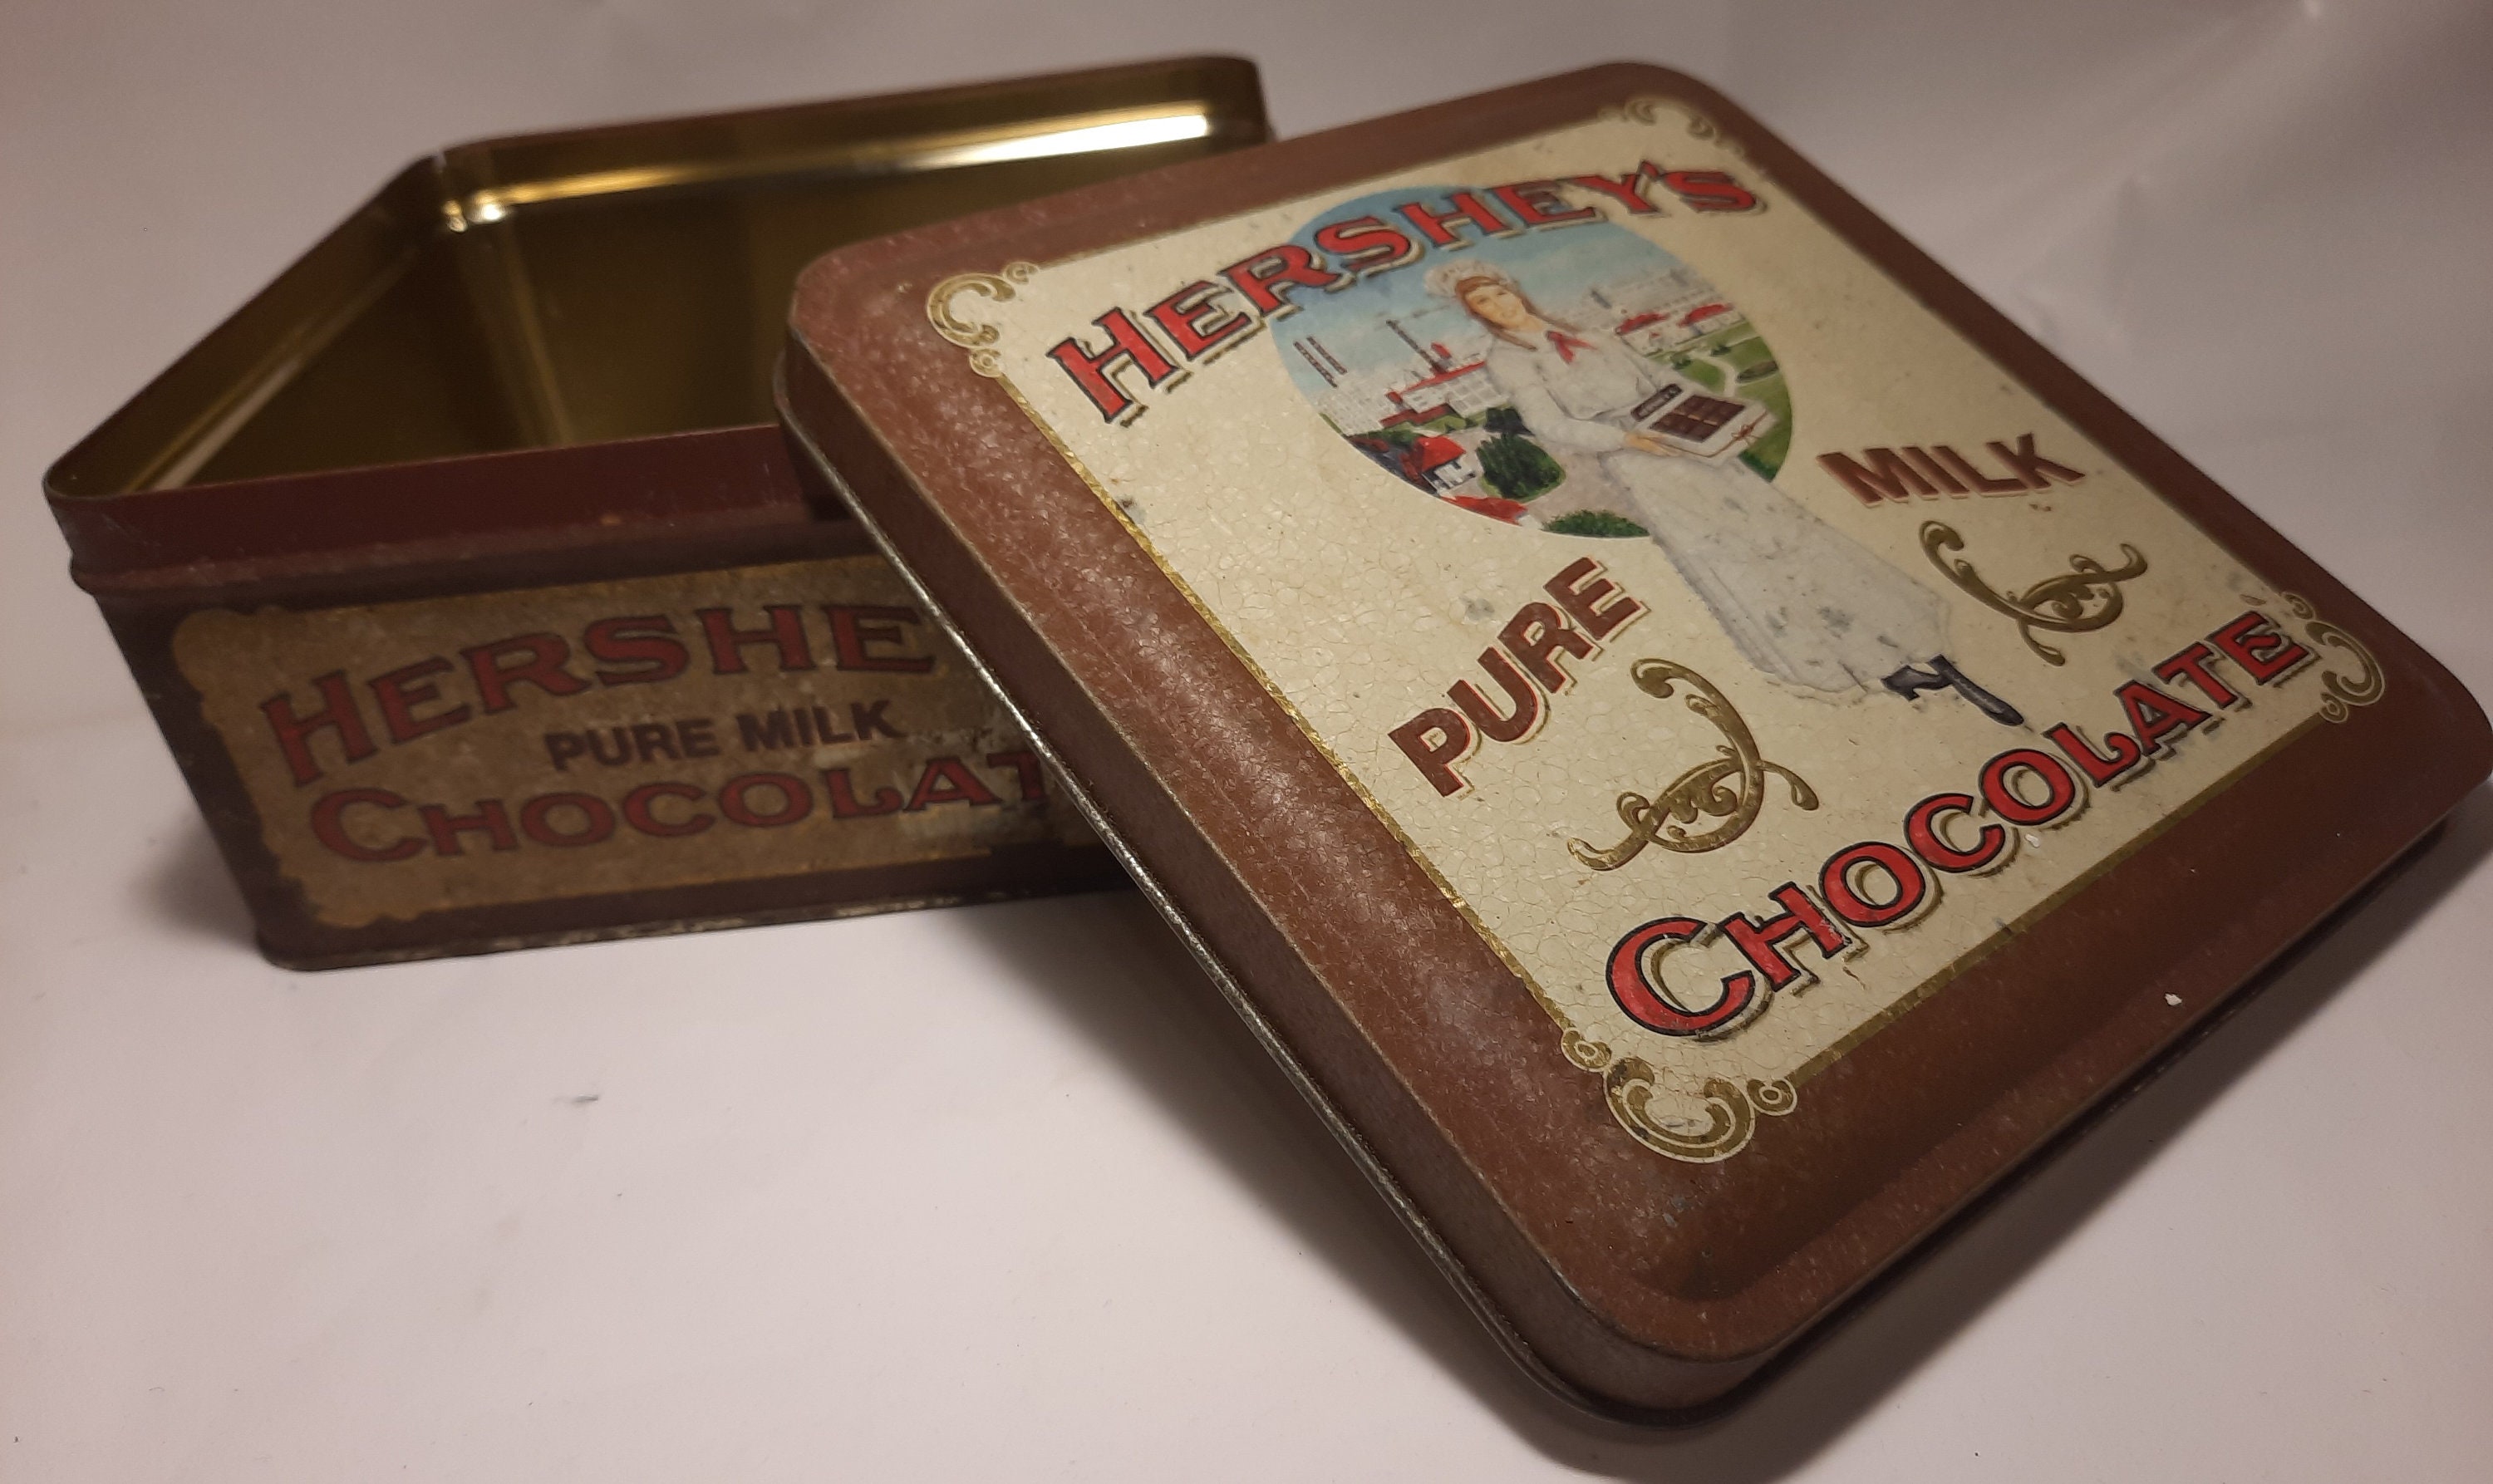 HERSHEY'S
PURE MILK
CHOCOLATE
HERSHE
PURE MILK
CHOCOLAT